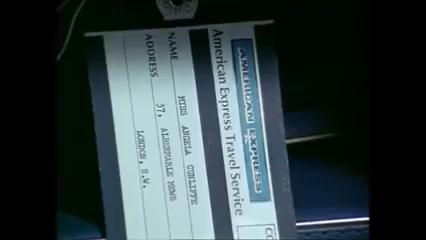 AMERICAN EXPRESS
American Express Travel Service
NAME MISS ANGELA CUNLIFFE
ADDRESS 37, ALBEMARLE MEWS
LONDON, S.W.